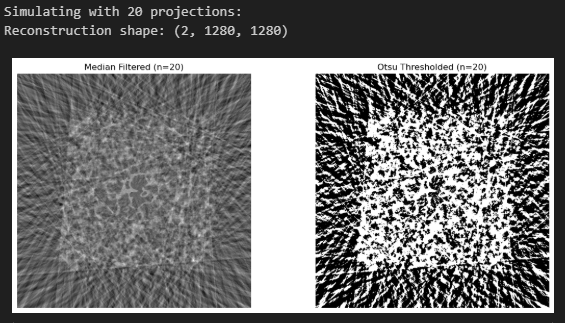 Simulating with 20 projections:
Reconstruction shape: (2, 1280, 1280)
Median Filtered (n=20)
Otsu Thresholded (n=20)